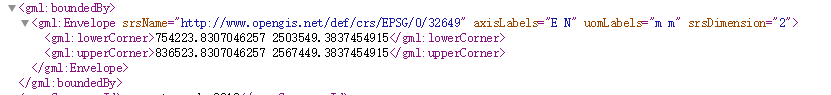 ▼<gml:boundedBy>
▼<gml:Envelope srsName="http://www.opengis.net/def/crs/EPSG/0/32649" axisLabels="E N" uomLabels="m m" srsDimension="2">
<gml:lowerCorner>754223.8307046257 2503549.3837454915</gml:lowerCorner>
<gml:upperCorner>836523.8307046257 2567449.3837454915</gml:upperCorner>
</gml:Envelope>
</gml:boundedBy>